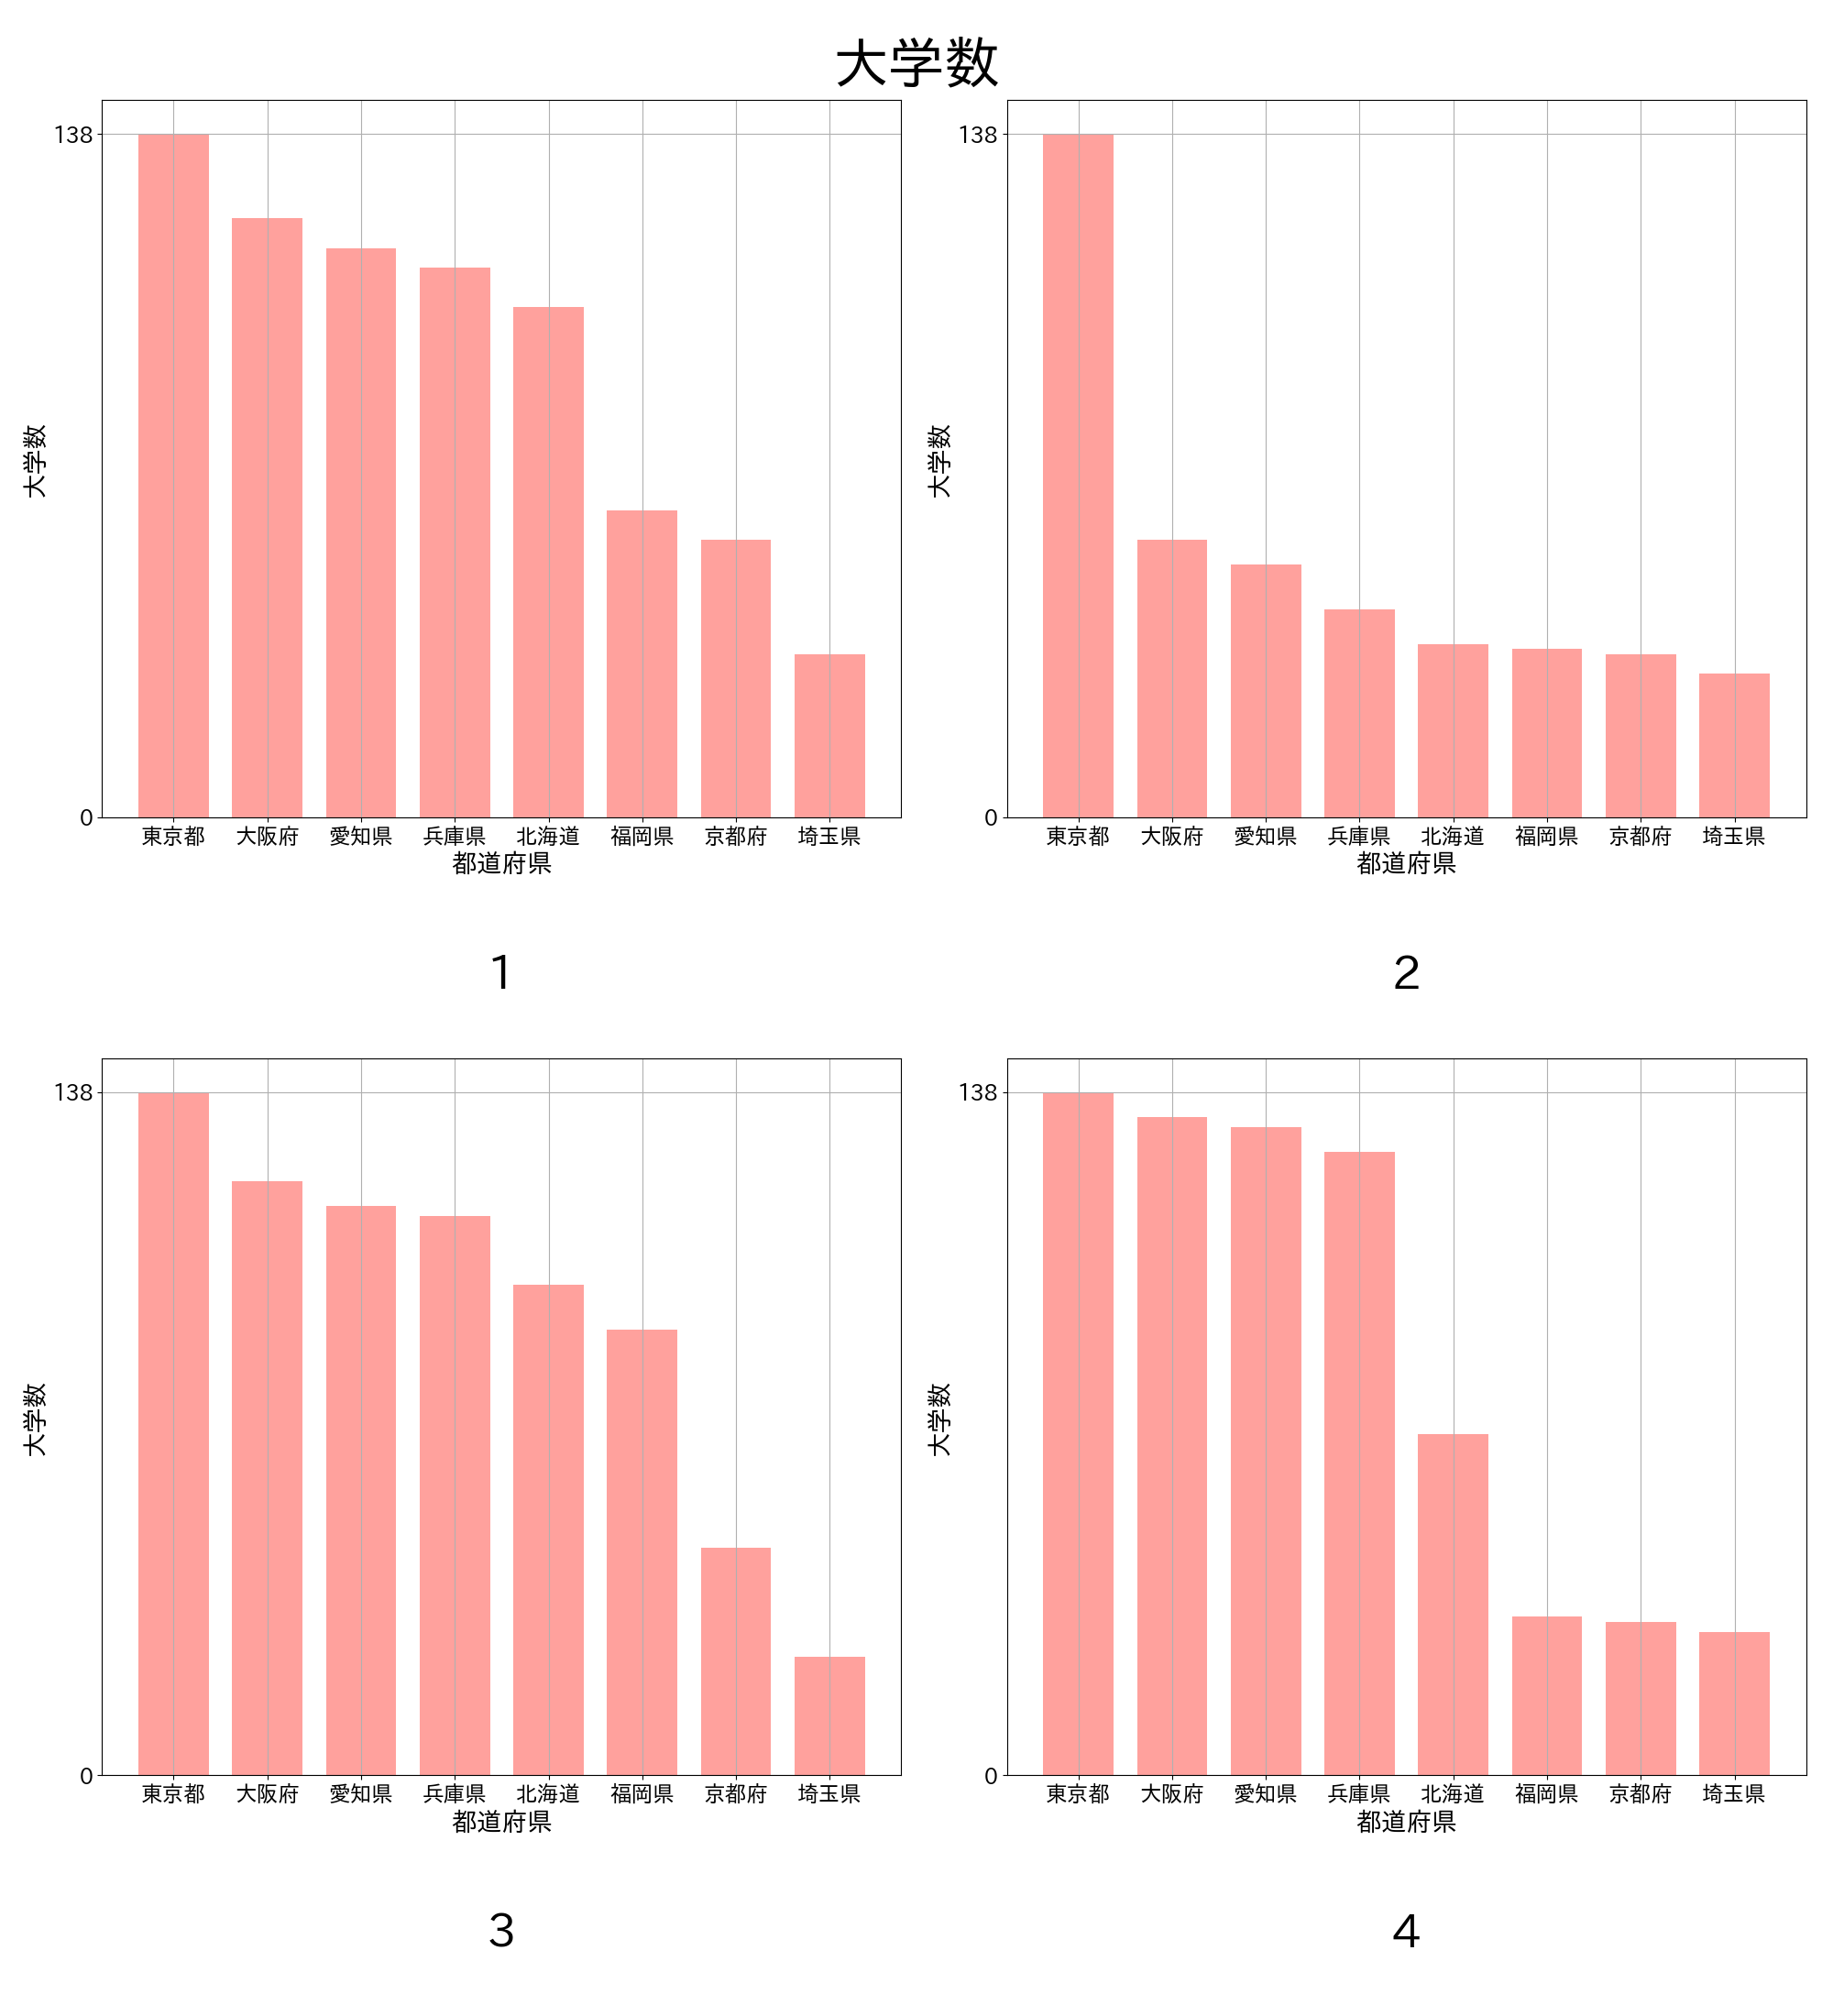 大学数
138
0
大学数
東京都 大阪府 愛知県 兵庫県 北海道 福岡県 京都府 埼玉県
都道府県
1
138
0
大学数
東京都 大阪府 愛知県 兵庫県 北海道 福岡県 京都府 埼玉県
都道府県
2
138
0
大学数
東京都 大阪府 愛知県 兵庫県 北海道 福岡県 京都府 埼玉県
都道府県
3
138
0
大学数
東京都 大阪府 愛知県 兵庫県 北海道 福岡県 京都府 埼玉県
都道府県
4